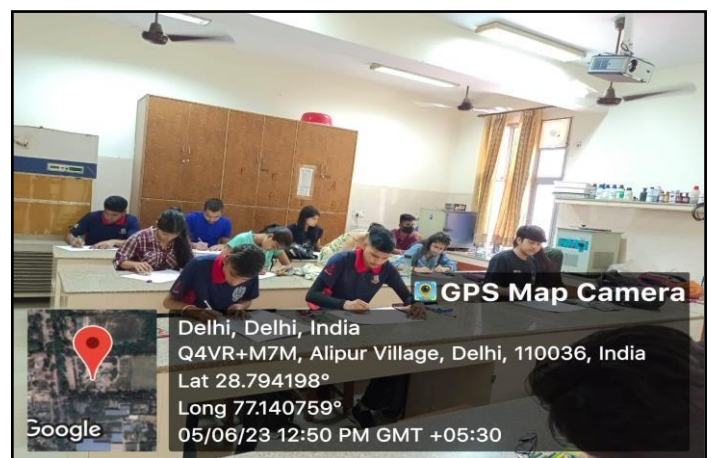 GPS Map Camera
Delhi, Delhi, India
Q4VR+M7M, Alipur Village, Delhi, 110036, India
Lat 28.794198°
Long 77.140759°
05/06/23 12:50 PM GMT +05:30
Google